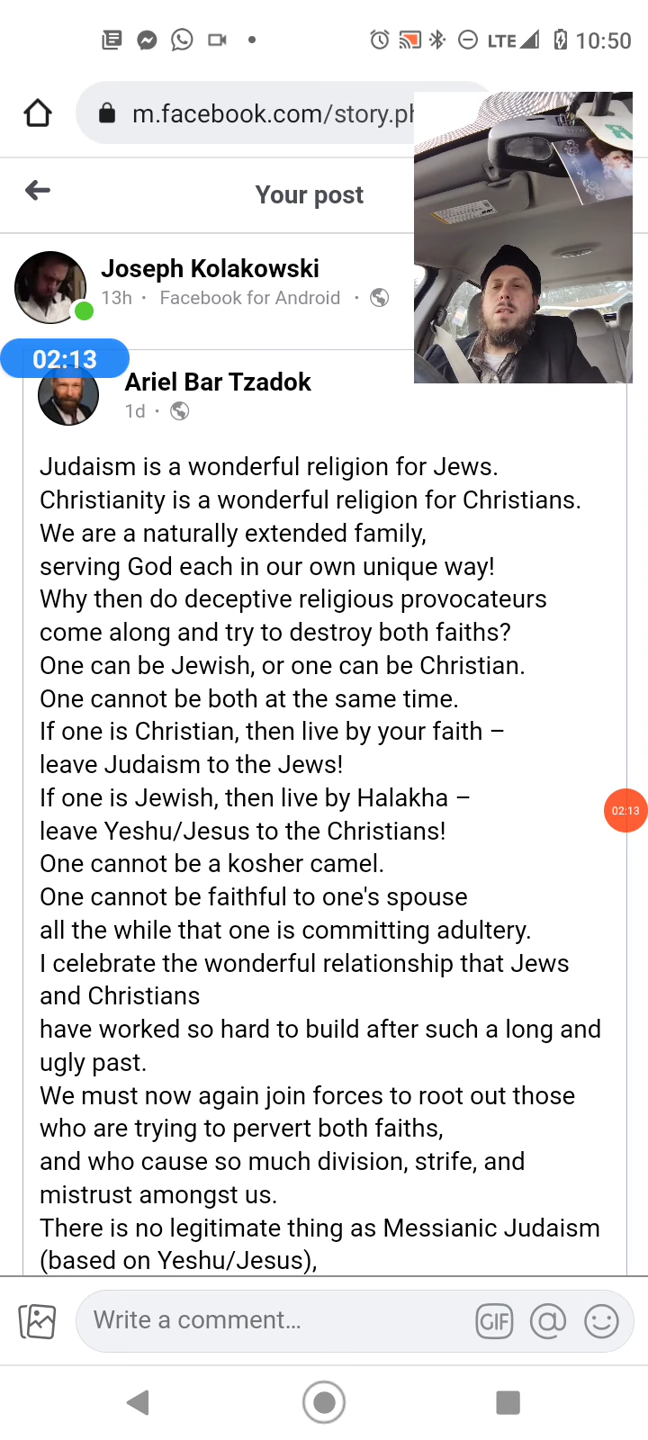 LTE 10:50
m.facebook.com/story.ph
Your post
Joseph Kolakowski
13h · Facebook for Android ·
02:13
Ariel Bar Tzadok
1d ·
Judaism is a wonderful religion for Jews.
Christianity is a wonderful religion for Christians.
We are a naturally extended family,
serving God each in our own unique way!
Why then do deceptive religious provocateurs
come along and try to destroy both faiths?
One can be Jewish, or one can be Christian.
One cannot be both at the same time.
If one is Christian, then live by your faith –
leave Judaism to the Jews!
If one is Jewish, then live by Halakha –
02:13
leave Yeshu/Jesus to the Christians!
One cannot be a kosher camel.
One cannot be faithful to one's spouse
all the while that one is committing adultery.
I celebrate the wonderful relationship that Jews
and Christians
have worked so hard to build after such a long and
ugly past.
We must now again join forces to root out those
who are trying to pervert both faiths,
and who cause so much division, strife, and
mistrust amongst us.
There is no legitimate thing as Messianic Judaism
(based on Yeshu/Jesus),
Write a comment... GIF @